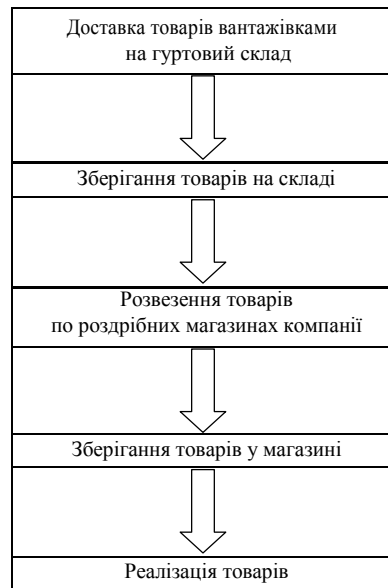 Доставка товарів вантажівками
на гуртовий склад
Зберігання товарів на складі
Розвезення товарів
по роздрібних магазинах компанії
Зберігання товарів у магазині
Реалізація товарів